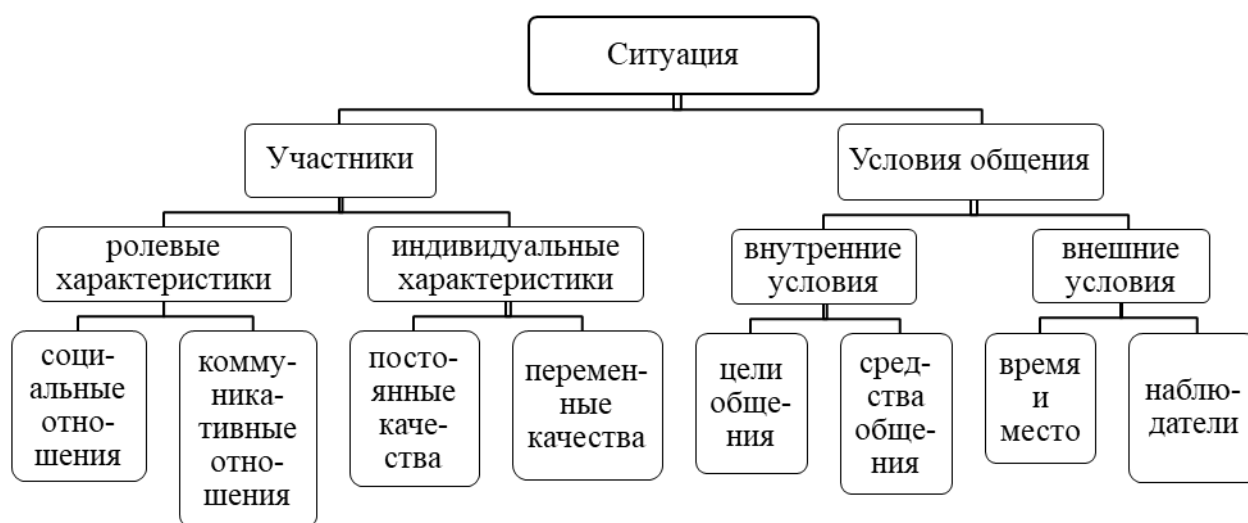 Ситуация
Участники
Условия общения
ролевые
характеристики
индивидуальные
характеристики
внутренние
условия
внешние
условия
соци-
альные
отно-
шения
комму-
ника-
тивные
отно-
шения
посто-
янные
каче-
ства
перемен-
ные
качества
цели
обще-
ния
сред-
ства
обще-
ния
время
и
место
наблю-
датели